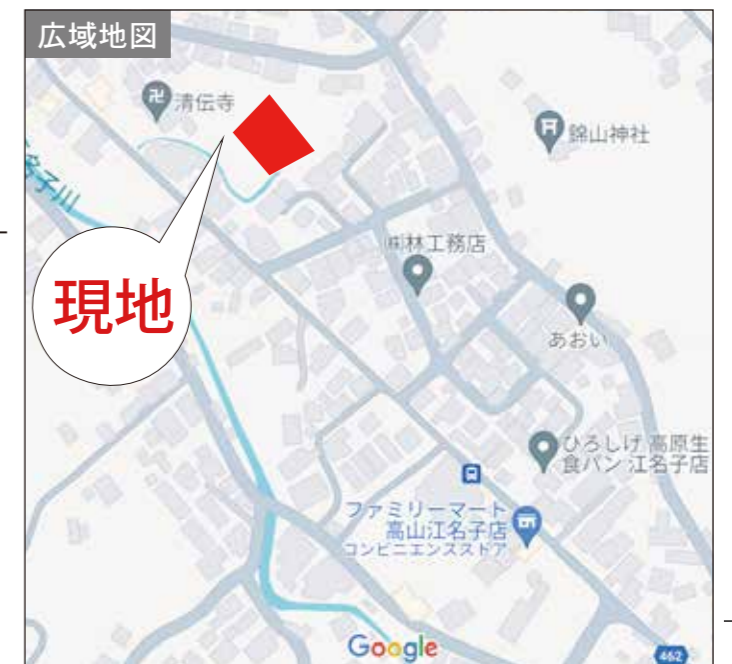 広域地図
清伝寺
錦山神社
名子川
㈱林工務店
現地
あおい
ひろしげ 高原生
食パン 江名子店
ファミリーマート
高山江名子店
コンビニエンスストア
Google
462